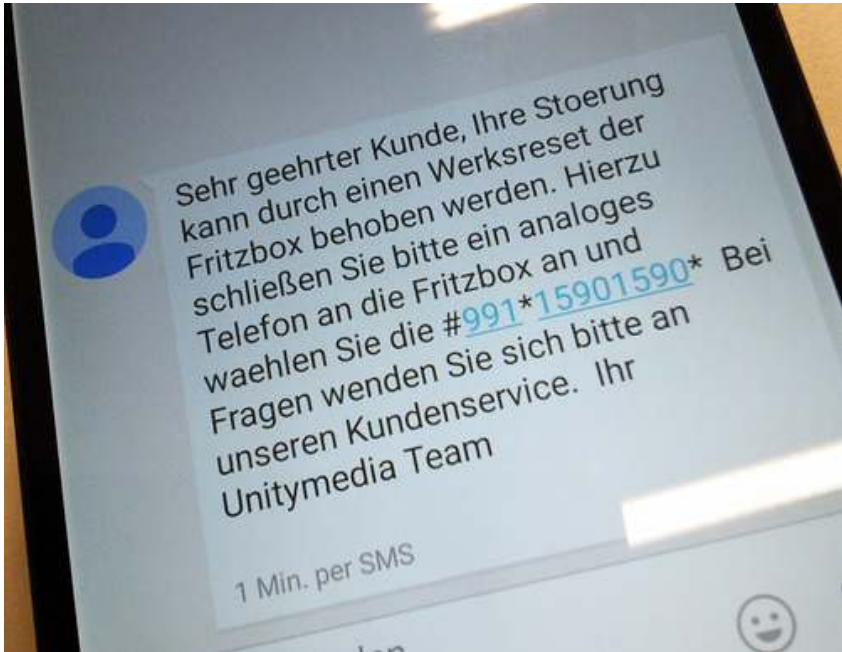 Sehr geehrter Kunde, Ihre Stoerung
kann durch einen Werksreset der
Fritzbox behoben werden. Hierzu
schließen Sie bitte ein analoges
Telefon an die Fritzbox an und
waehlen Sie die #991*15901590* Bei
Fragen wenden Sie sich bitte an
unseren Kundenservice. Ihr
Unitymedia Team
1 Min. per SMS